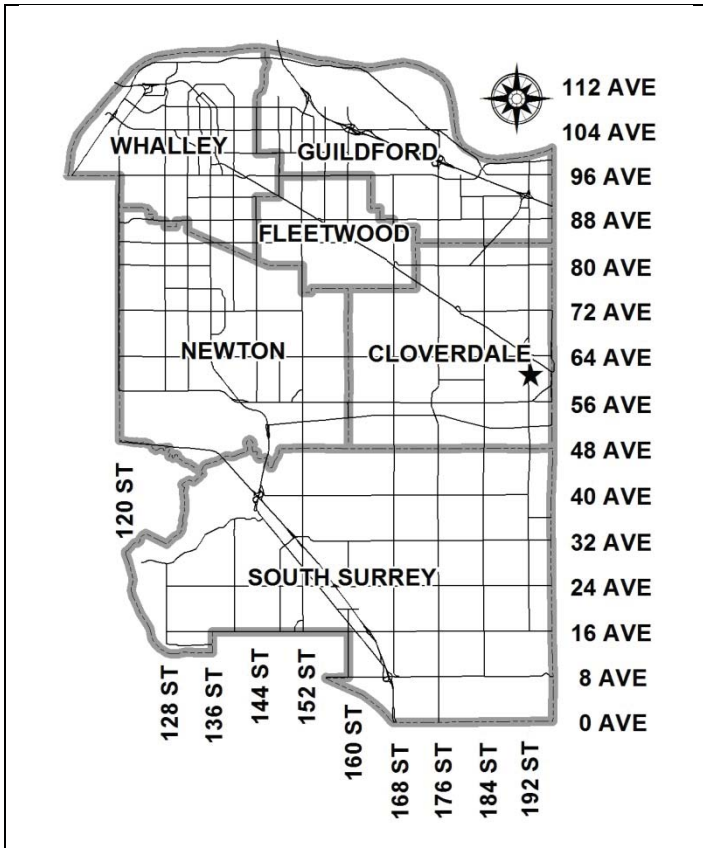 112 AVE
104 AVE
WHALLEY
GUILDFORD
96 AVE
88 AVE
FLEETWOOD
80 AVE
72 AVE
NEWTON
CLOVERDALE
64 AVE
56 AVE
48 AVE
120 ST
40 AVE
32 AVE
SOUTH SURREY
24 AVE
16 AVE
128 ST
136 ST
144 ST
152 ST
160 ST
8 AVE
168 ST
176 ST
184 ST
192 ST
0 AVE